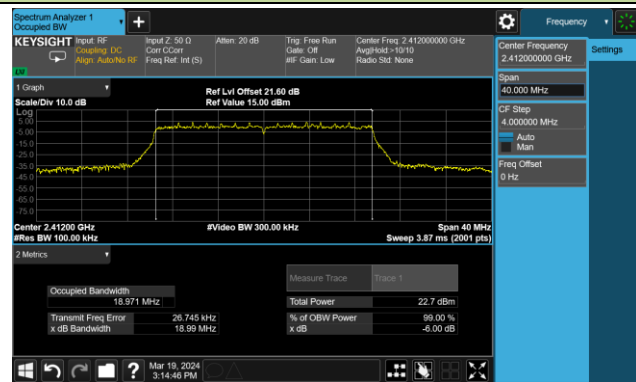 Spectrum Analyzer 1
Occupied BW
+
Frequency
KEYSIGHT
Input: RF
Coupling: DC
Align: Auto/No RF
Input Z: 50 Ω
Corr CCorr
Freq Ref: Int (S)
Atten: 20 dB
Trig: Free Run
Gate: Off
#IF Gain: Low
Center Freq: 2.412000000 GHz
Avg|Hold:>10/10
Radio Std: None
Center Frequency
2.412000000 GHz
Settings
Span
40.000 MHz
CF Step
4.000000 MHz
Auto
Man
Freq Offset
0 Hz
1 Graph
Scale/Div 10.0 dB
Ref Lvl Offset 21.60 dB
Ref Value 15.00 dBm
Log
5.00
-5.00
-15.0
-25.0
-35.0
-45.0
-55.0
-65.0
-75.0
Center 2.41200 GHz
#Res BW 100.00 kHz
#Video BW 300.00 kHz
Span 40 MHz
Sweep 3.87 ms (2001 pts)
2 Metrics
Measure Trace
Trace 1
Occupied Bandwidth
18.971 MHz
Total Power
22.7 dBm
Transmit Freq Error
26.745 kHz
% of OBW Power
99.00 %
x dB Bandwidth
18.99 MHz
x dB
-6.00 dB
?
Mar 19, 2024
3:14:46 PM